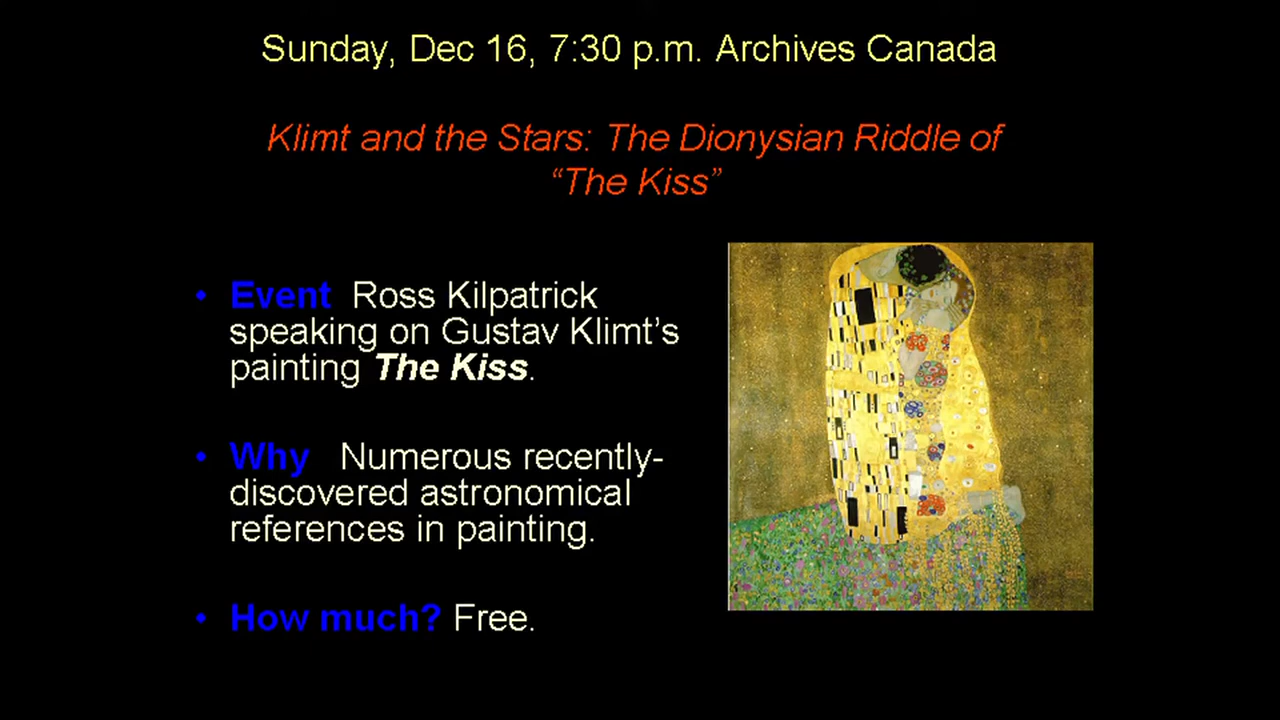 Sunday, Dec 16, 7:30 p.m. Archives Canada
Klimt and the Stars: The Dionysian Riddle of
“The Kiss”
• Event Ross Kilpatrick
speaking on Gustav Klimt’s
painting The Kiss.
• Why Numerous recently-
discovered astronomical
references in painting.
• How much? Free.